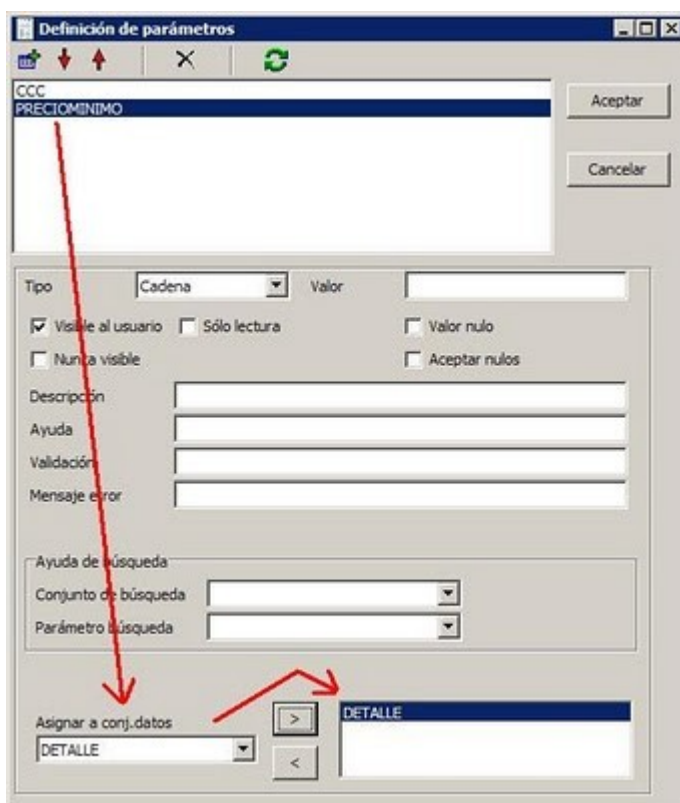 Definición de parámetros
CCC
PRECIOMINIMO
Aceptar
Cancelar
Tipo Cadena Valor
Visible al usuario Sólo lectura Valor nulo
Nunca visible Aceptar nulos
Descripción
Ayuda
Validación
Mensaje error
Ayuda de búsqueda
Conjunto de búsqueda
Parámetro búsqueda
Asignar a conj.datos
DETALLE
>
<
DETALLE